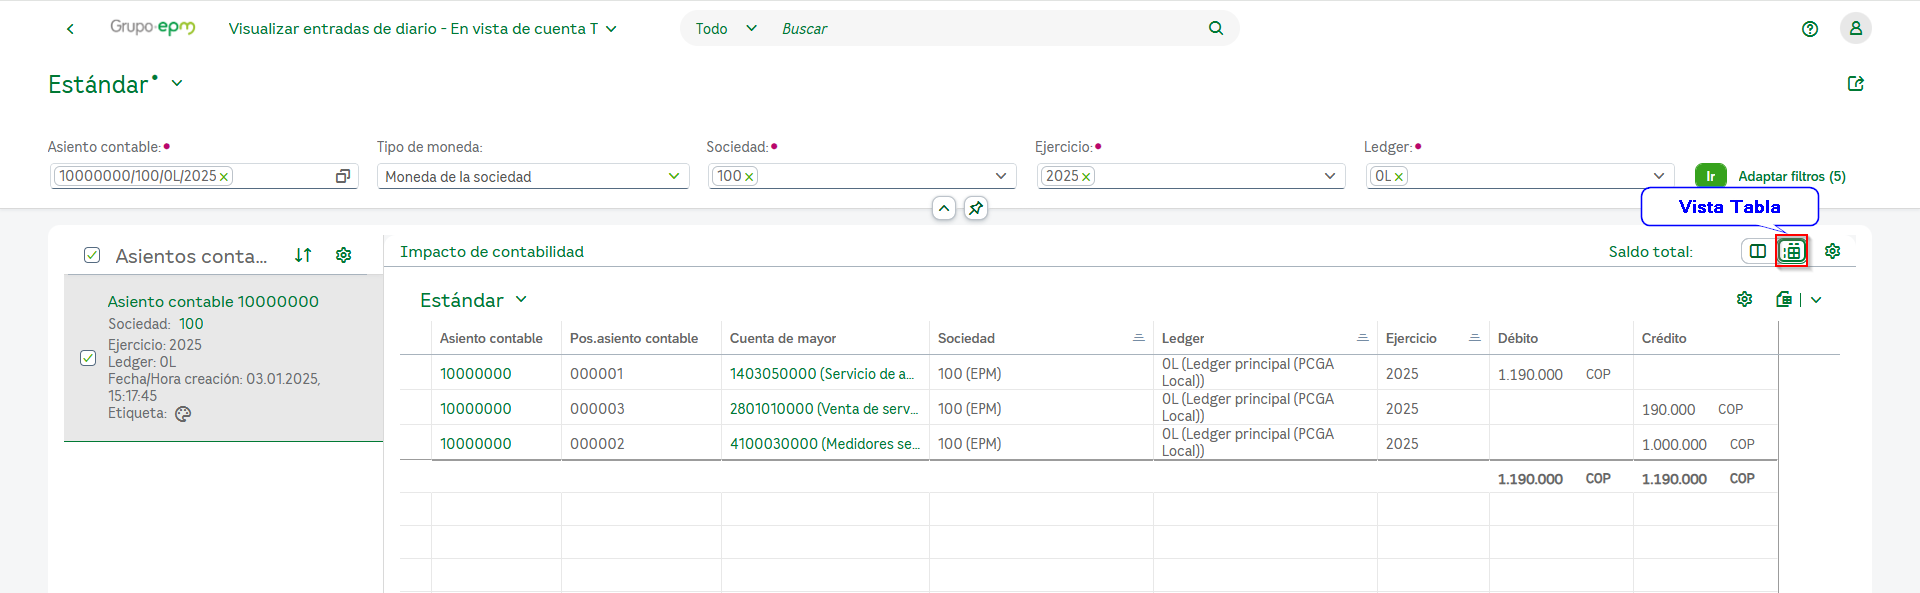 Grupo·epm
Visualizar entradas de diario - En vista de cuenta T
Todo
Buscar
Estándar
Asiento contable:
Tipo de moneda:
Sociedad:
Ejercicio:
Ledger:
10000000/100/0L/2025
Moneda de la sociedad
100
2025
0L
Ir
Adaptar filtros (5)
Vista Tabla
Asientos conta...
Impacto de contabilidad
Saldo total:
Asiento contable 10000000
Sociedad: 100
Ejercicio: 2025
Ledger: 0L
Fecha/Hora creación: 03.01.2025,
15:17:45
Etiqueta:
Estándar
Asiento contable Pos.asiento contable Cuenta de mayor Sociedad Ledger Ejercicio Débito Crédito
10000000 000001 1403050000 (Servicio de a... 100 (EPM) 0L (Ledger principal (PCGA
Local)) 2025 1.190.000 COP
10000000 000003 2801010000 (Venta de serv... 100 (EPM) 0L (Ledger principal (PCGA
Local)) 2025 190.000 COP
10000000 000002 4100030000 (Medidores se... 100 (EPM) 0L (Ledger principal (PCGA
Local)) 2025 1.000.000 COP
1.190.000 COP 1.190.000 COP